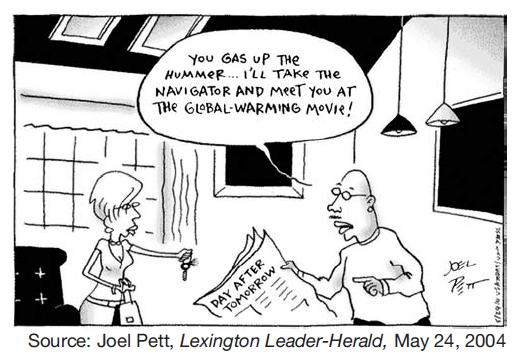 YOU GAS UP THE
HUMMER... I'LL TAKE THE
NAVIGATOR AND MEET YOU AT
THE GLOBAL-WARMING MOVIE!
DAY AFTER
TOMORROW
JOEL
PETT
Source: Joel Pett, Lexington Leader-Herald, May 24, 2004